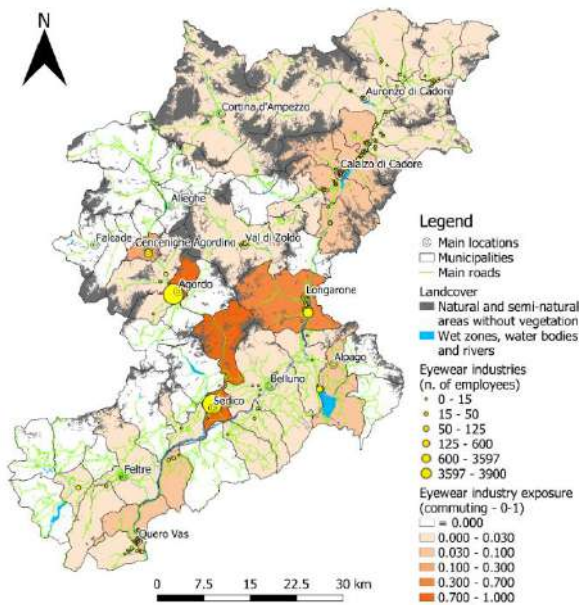 N
Auronzo di Cadore
Cortina d'Ampezzo
Calalzo di Cadore
Alleghe
Falcade
Cencenighe Agordino
Val di Zoldo
Agordo
Longarone
Alpago
Belluno
Sedico
Feltre
Quero Vas
0 7.5 15 22.5 30 km
Legend
Main locations
Municipalities
Main roads
Landcover
Natural and semi-natural
areas without vegetation
Wet zones, water bodies
and rivers
Eyewear industries
(n. of employees)
0 - 15
15 - 50
50 - 125
125 - 600
600 - 3597
3597 - 3900
Eyewear industry exposure
(commuting - 0-1)
= 0.000
0.000 - 0.030
0.030 - 0.100
0.100 - 0.300
0.300 - 0.700
0.700 - 1.000